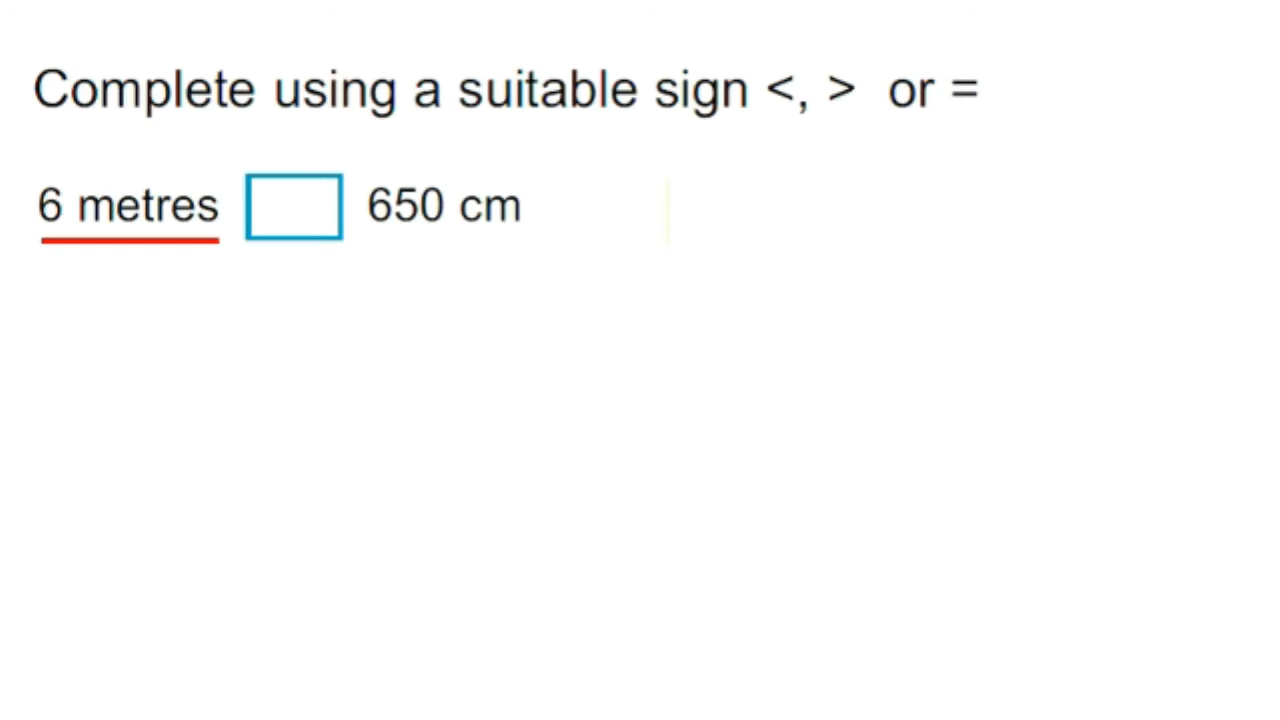 Complete using a suitable sign <, > or =
6 metres 650 cm